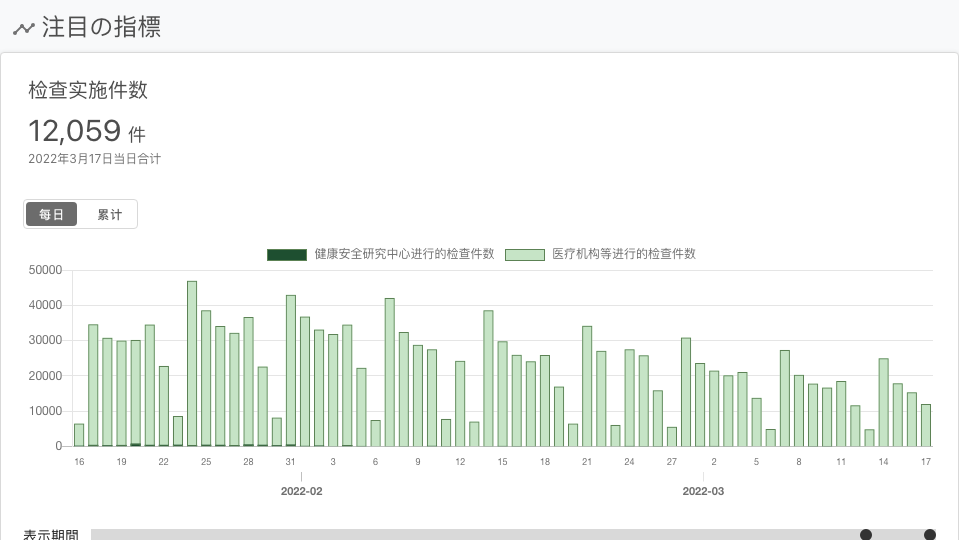 注目の指標
检查实施件数
12,059 件
2022年3月17日当日合计
每日 累计
健康安全研究中心进行的检查件数 医疗机构等进行的检查件数
50000
40000
30000
20000
10000
0
16 19 22 25 28 31 3 6 9 12 15 18 21 24 27 2 5 8 11 14 17
2022-02 2022-03
表示期間